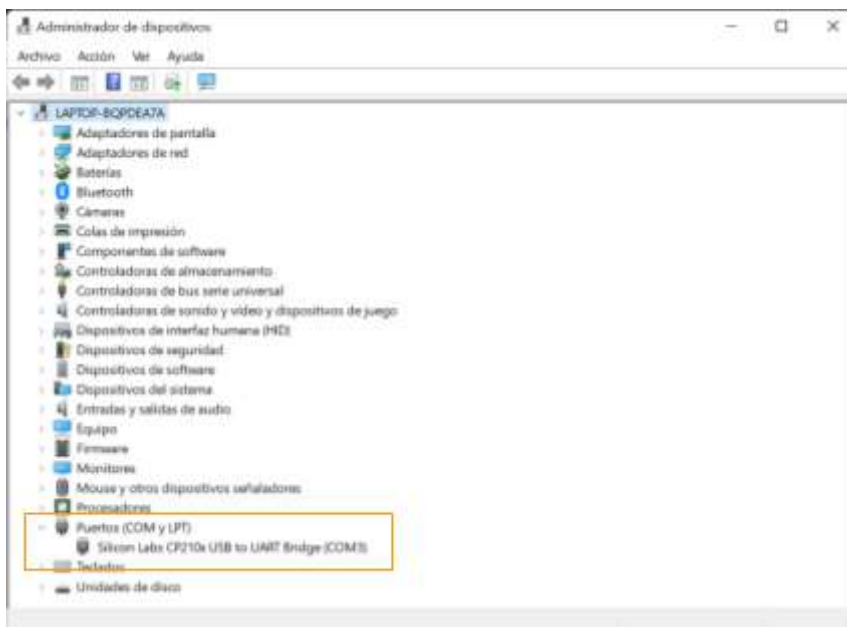 Administrador de dispositivos
Archivo Acción Ver Ayuda
LAPTOP-BQPDEA7A
Adaptadores de pantalla
Adaptadores de red
Baterías
Bluetooth
Cámaras
Colas de impresión
Componentes de software
Controladoras de almacenamiento
Controladoras de bus serie universal
Controladoras de sonido y vídeo y dispositivos de juego
Dispositivos de interfaz humana (HID)
Dispositivos de seguridad
Dispositivos de software
Dispositivos del sistema
Entradas y salidas de audio
Equipo
Firmware
Monitores
Mouse y otros dispositivos señaladores
Procesadores
Puertos (COM y LPT)
Silicon Labs CP210x USB to UART Bridge (COM3)
Teclados
Unidades de disco